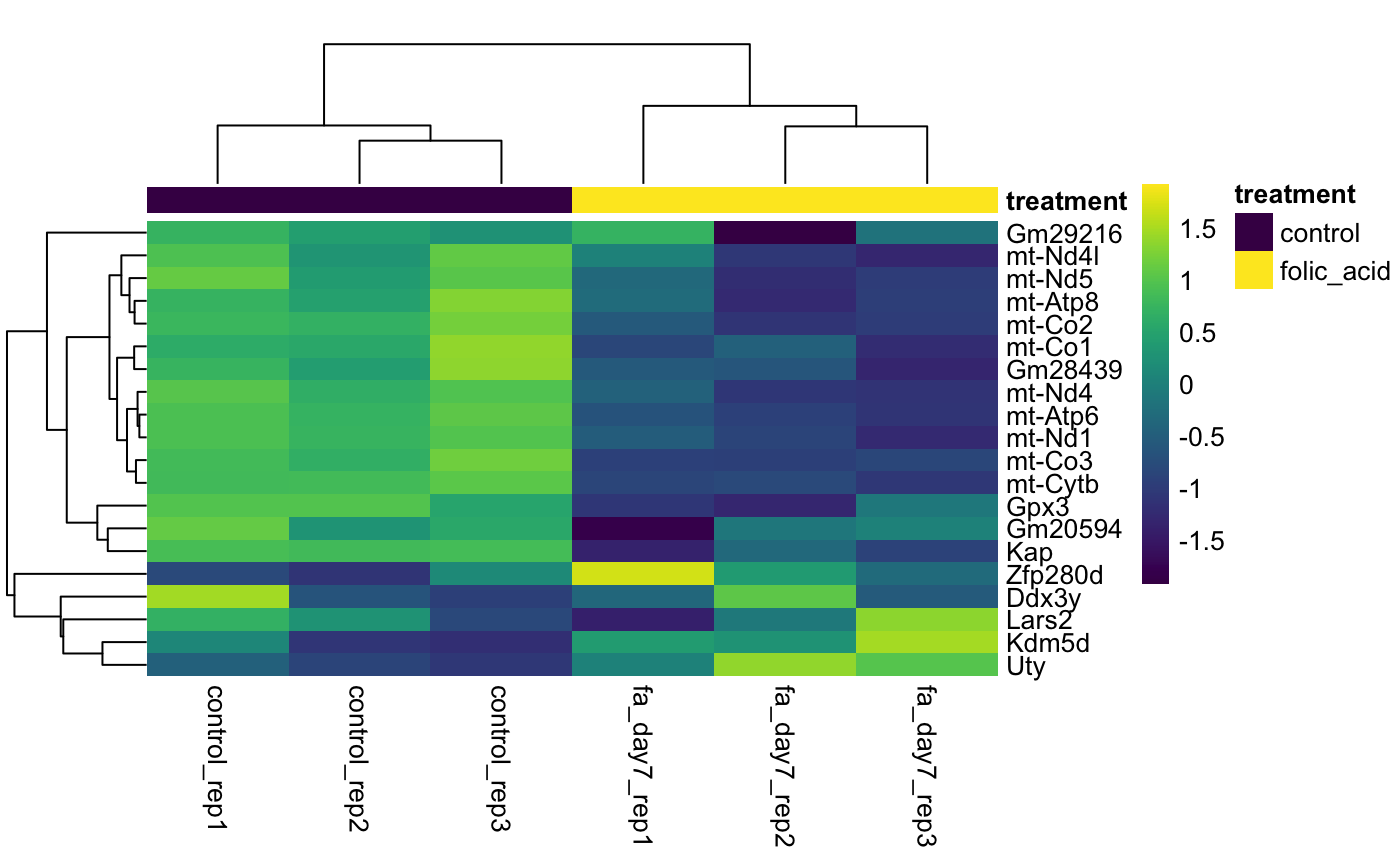 treatment
Gm29216
mt-Nd4l
mt-Nd5
mt-Atp8
mt-Co2
mt-Co1
Gm28439
mt-Nd4
mt-Atp6
mt-Nd1
mt-Co3
mt-Cytb
Gpx3
Gm20594
Kap
Zfp280d
Ddx3y
Lars2
Kdm5d
Uty
control_rep1
control_rep2
control_rep3
fa_day7_rep1
fa_day7_rep2
fa_day7_rep3
1.5
1
0.5
0
-0.5
-1
-1.5
treatment
control
folic_acid